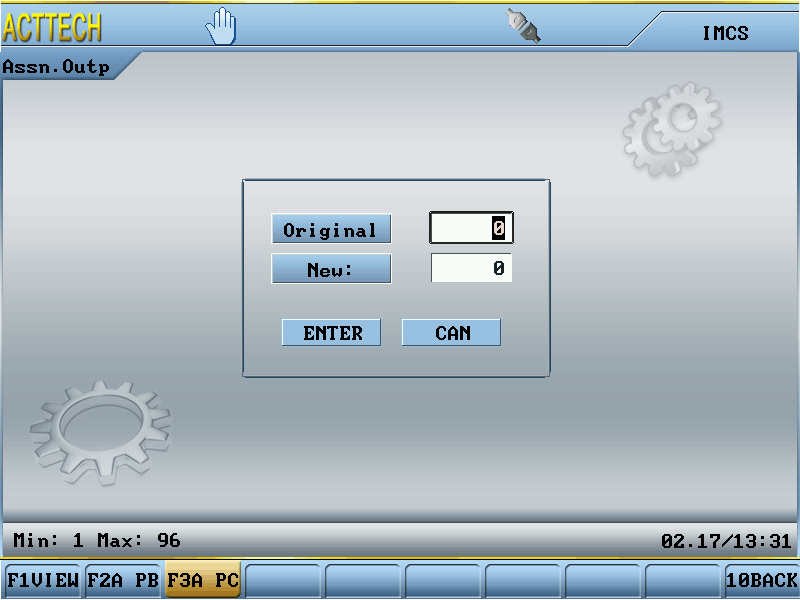 ACTTECH
IMCS
Assn.Outp
Original 0
New: 0
ENTER CAN
Min: 1 Max: 96 02.17/13:31
F1VIEW F2A PB F3A PC 10BACK